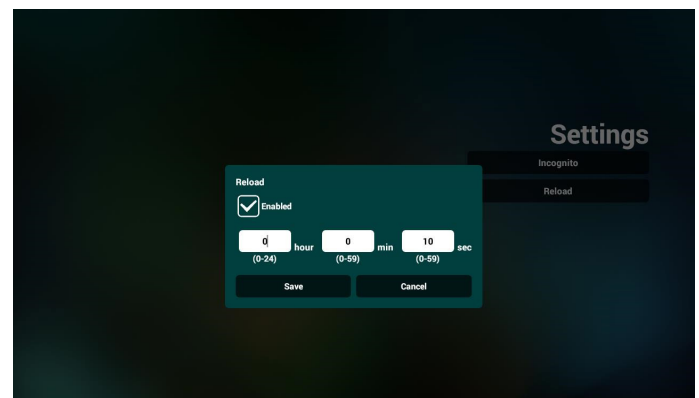 Settings
Incognito
Reload
Reload
Enabled
0 hour 0 min 10 sec
(0-24) (0-59) (0-59)
Save Cancel